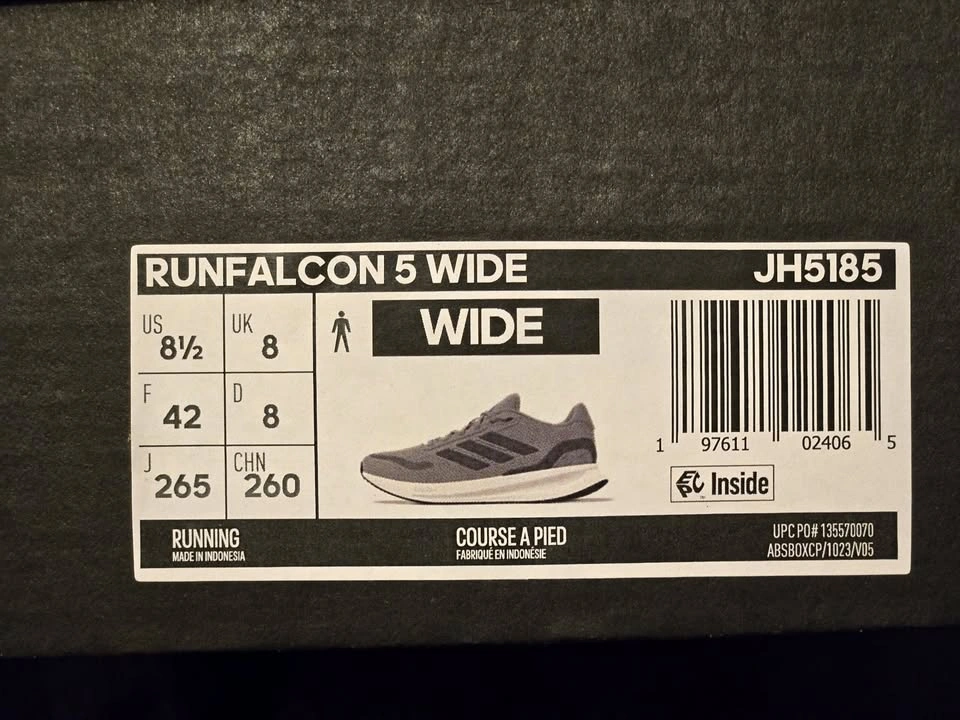 RUNFALCON 5 WIDE JH5185
US 8½ UK 8
WIDE
F 42 D 8
J 265 CHN 260
1 97611 02406 5
EPC Inside
RUNNING
MADE IN INDONESIA
COURSE A PIED
FABRIQUÉ EN INDONÉSIE
UPC PO# 135570070
ABSBOXCP/1023/V05